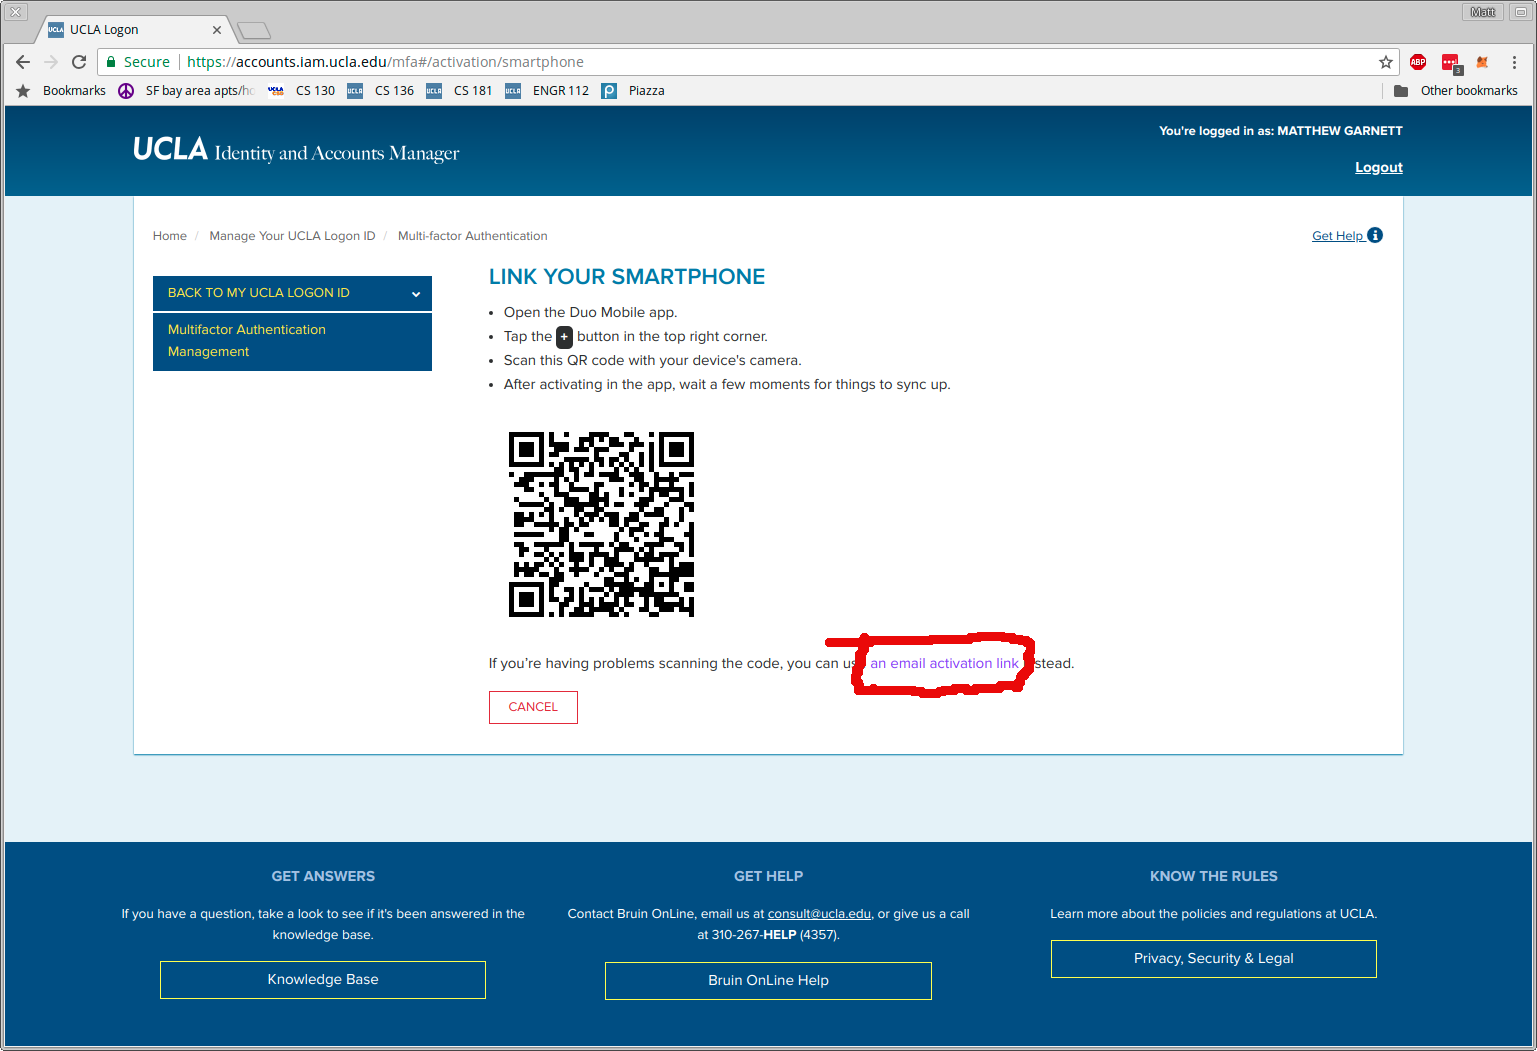 Matt
UCLA UCLA Logon
Secure https://accounts.iam.ucla.edu/mfa#/activation/smartphone ABP 3
Bookmarks SF bay area apts/ho UCLA CSD CS 130 UCLA CS 136 UCLA CS 181 UCLA ENGR 112 p Piazza Other bookmarks
You're logged in as: MATTHEW GARNETT
UCLA Identity and Accounts Manager
Logout
Home / Manage Your UCLA Logon ID / Multi-factor Authentication
Get Help i
BACK TO MY UCLA LOGON ID
Multifactor Authentication
Management
LINK YOUR SMARTPHONE
• Open the Duo Mobile app.
• Tap the + button in the top right corner.
• Scan this QR code with your device's camera.
• After activating in the app, wait a few moments for things to sync up.
If you're having problems scanning the code, you can us an email activation link stead.
CANCEL
GET ANSWERS
If you have a question, take a look to see if it's been answered in the
knowledge base.
Knowledge Base
GET HELP
Contact Bruin OnLine, email us at consult@ucla.edu, or give us a call
at 310-267-HELP (4357).
Bruin OnLine Help
KNOW THE RULES
Learn more about the policies and regulations at UCLA.
Privacy, Security & Legal